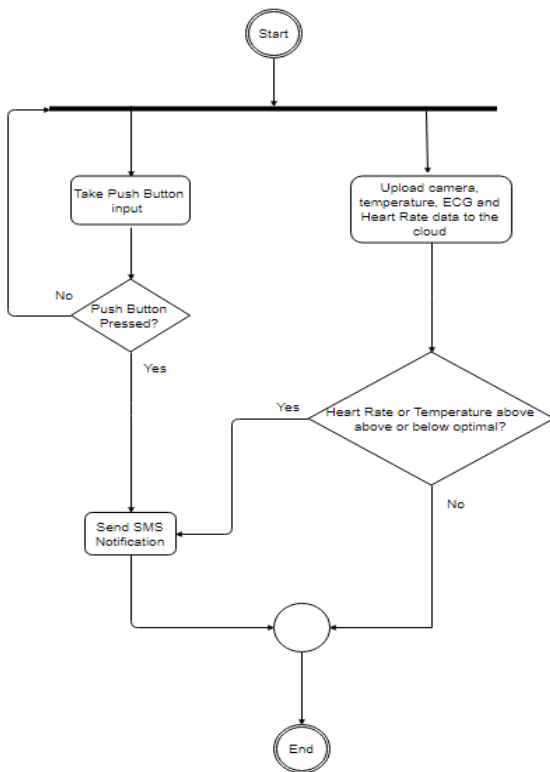 Start
Take Push Button
input
Upload camera,
temperature, ECG and
Heart Rate data to the
cloud
No
Push Button
Pressed?
Yes
Yes
Heart Rate or Temperature above
above or below optimal?
No
Send SMS
Notification
End